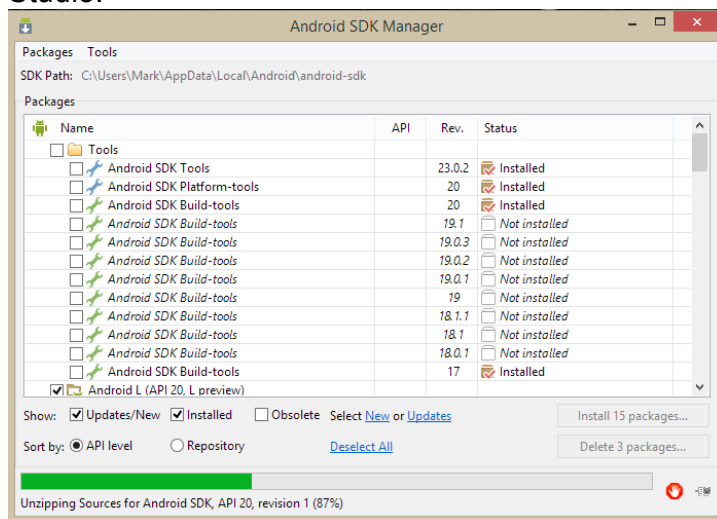 Studio.
Android SDK Manager
Packages Tools
SDK Path: C:\Users\Mark\AppData\Local\Android\android-sdk
Packages
Name API Rev. Status
Tools
Android SDK Tools 23.0.2 Installed
Android SDK Platform-tools 20 Installed
Android SDK Build-tools 20 Installed
Android SDK Build-tools 19.1 Not installed
Android SDK Build-tools 19.0.3 Not installed
Android SDK Build-tools 19.0.2 Not installed
Android SDK Build-tools 19.0.1 Not installed
Android SDK Build-tools 19 Not installed
Android SDK Build-tools 18.1.1 Not installed
Android SDK Build-tools 18.1 Not installed
Android SDK Build-tools 18.0.1 Not installed
Android SDK Build-tools 17 Installed
Android L (API 20, L preview)
Show: Updates/New Installed Obsolete Select New or Updates Install 15 packages...
Sort by: API level Repository Deselect All Delete 3 packages...
Unzipping Sources for Android SDK, API 20, revision 1 (87%)